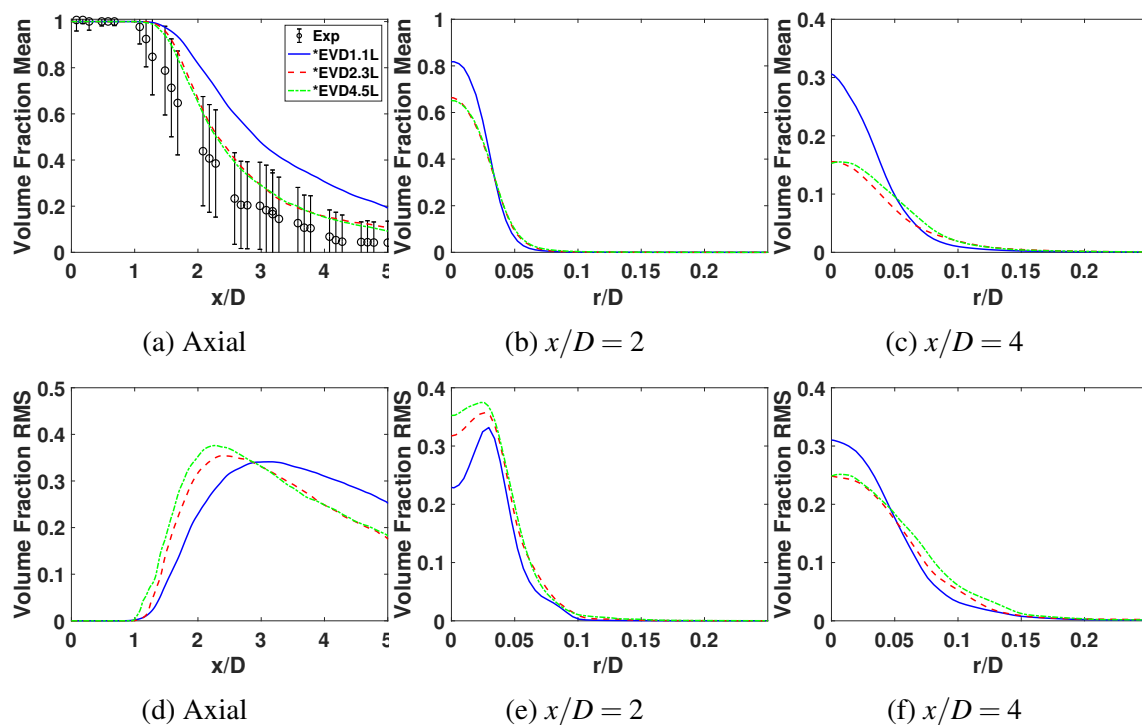 Volume Fraction Mean
1
0.8
0.6
0.4
0.2
0
0 1 2 3 4 5
x/D
Exp
*EVD1.1L
*EVD2.3L
*EVD4.5L
(a) Axial
Volume Fraction Mean
1
0.8
0.6
0.4
0.2
0
0 0.05 0.1 0.15 0.2
r/D
(b) x/D = 2
Volume Fraction Mean
0.4
0.3
0.2
0.1
0
0 0.05 0.1 0.15 0.2
r/D
(c) x/D = 4
Volume Fraction RMS
0.5
0.4
0.3
0.2
0.1
0
0 1 2 3 4 5
x/D
(d) Axial
Volume Fraction RMS
0.4
0.3
0.2
0.1
0
0 0.05 0.1 0.15 0.2
r/D
(e) x/D = 2
Volume Fraction RMS
0.4
0.3
0.2
0.1
0
0 0.05 0.1 0.15 0.2
r/D
(f) x/D = 4